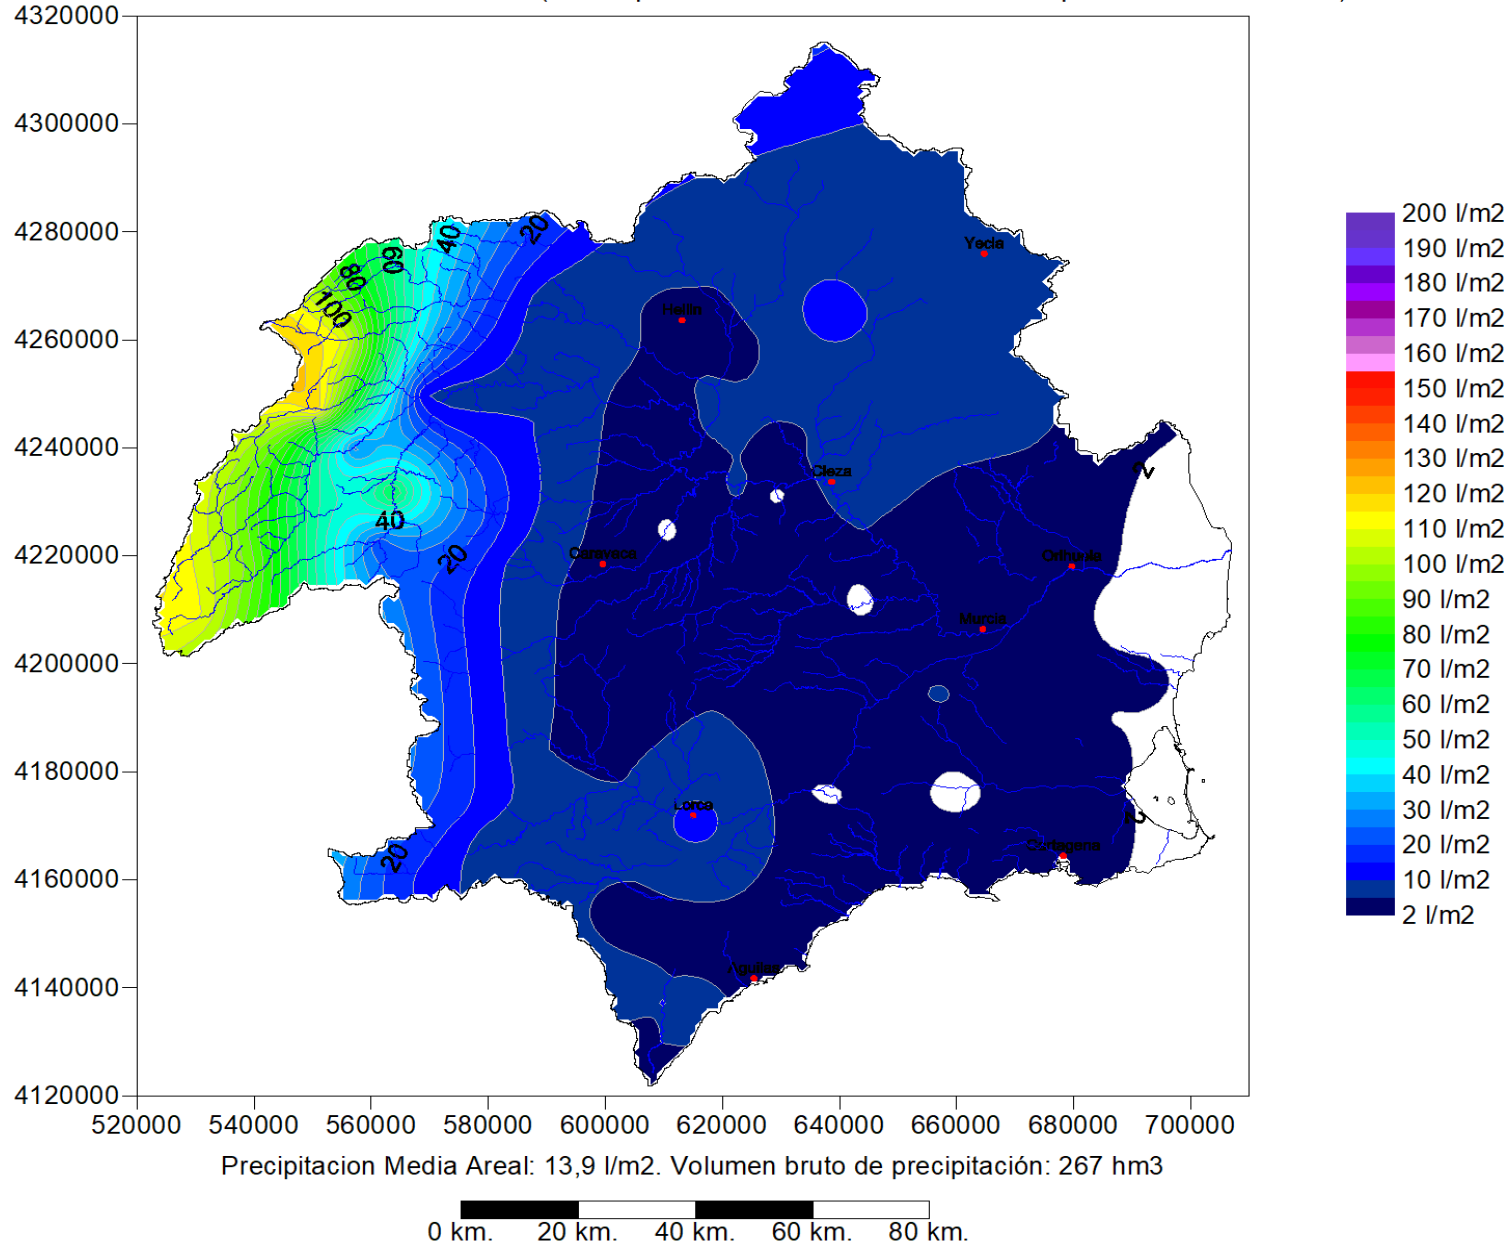 4320000
4300000
4280000
4260000
4240000
4220000
4200000
4180000
4160000
4140000
4120000
520000 540000 560000 580000 600000 620000 640000 660000 680000 700000
20
40
60
80
100
40
20
20
2
2
Yecla
Hellin
Cieza
Caravaca
Orihuela
Murcia
Lorca
Cartagena
Aguilas
200 l/m2
190 l/m2
180 l/m2
170 l/m2
160 l/m2
150 l/m2
140 l/m2
130 l/m2
120 l/m2
110 l/m2
100 l/m2
90 l/m2
80 l/m2
70 l/m2
60 l/m2
50 l/m2
40 l/m2
30 l/m2
20 l/m2
10 l/m2
2 l/m2
Precipitacion Media Areal: 13,9 l/m2. Volumen bruto de precipitación: 267 hm3
0 km. 20 km. 40 km. 60 km. 80 km.